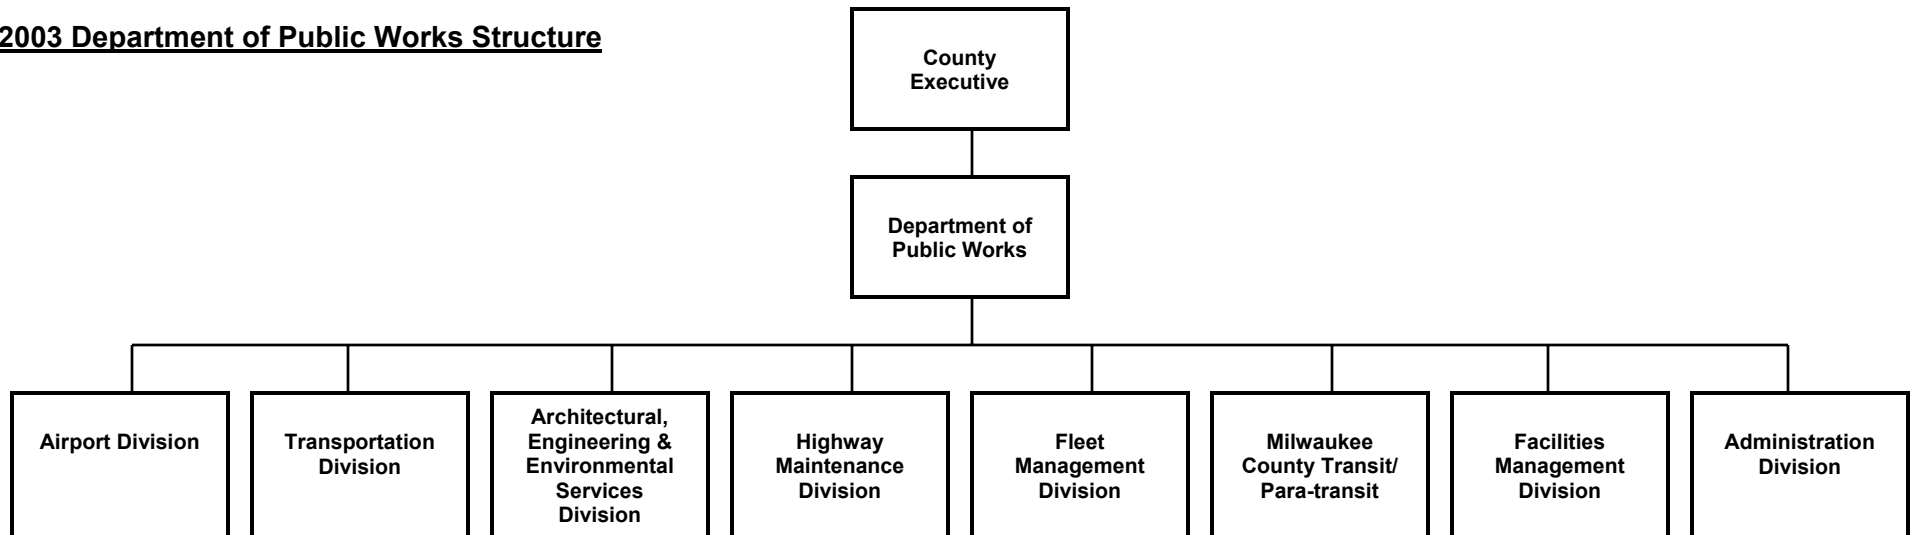 2003 Department of Public Works Structure
County
Executive
Department of
Public Works
Airport Division
Transportation
Division
Architectural,
Engineering &
Environmental
Services
Division
Highway
Maintenance
Division
Fleet
Management
Division
Milwaukee
County Transit/
Para-transit
Facilities
Management
Division
Administration
Division